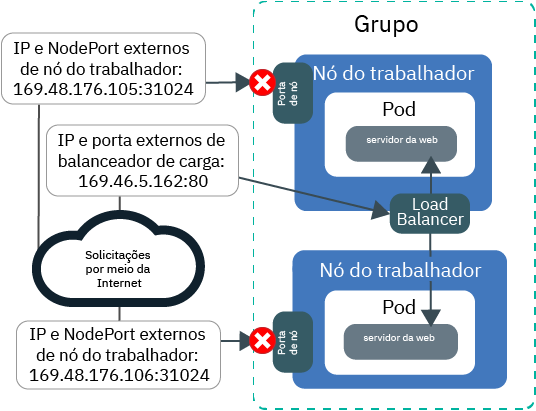 Grupo
IP e NodePort externos
de nó do trabalhador:
169.48.176.105:31024
Porta
de nó
Nó do trabalhador
Pod
servidor da web
IP e porta externos de
balanceador de carga:
169.46.5.162:80
Load
Balancer
Solicitações
por meio da
Internet
Nó do trabalhador
Pod
servidor da web
Porta
de nó
IP e NodePort externos
de nó do trabalhador:
169.48.176.106:31024